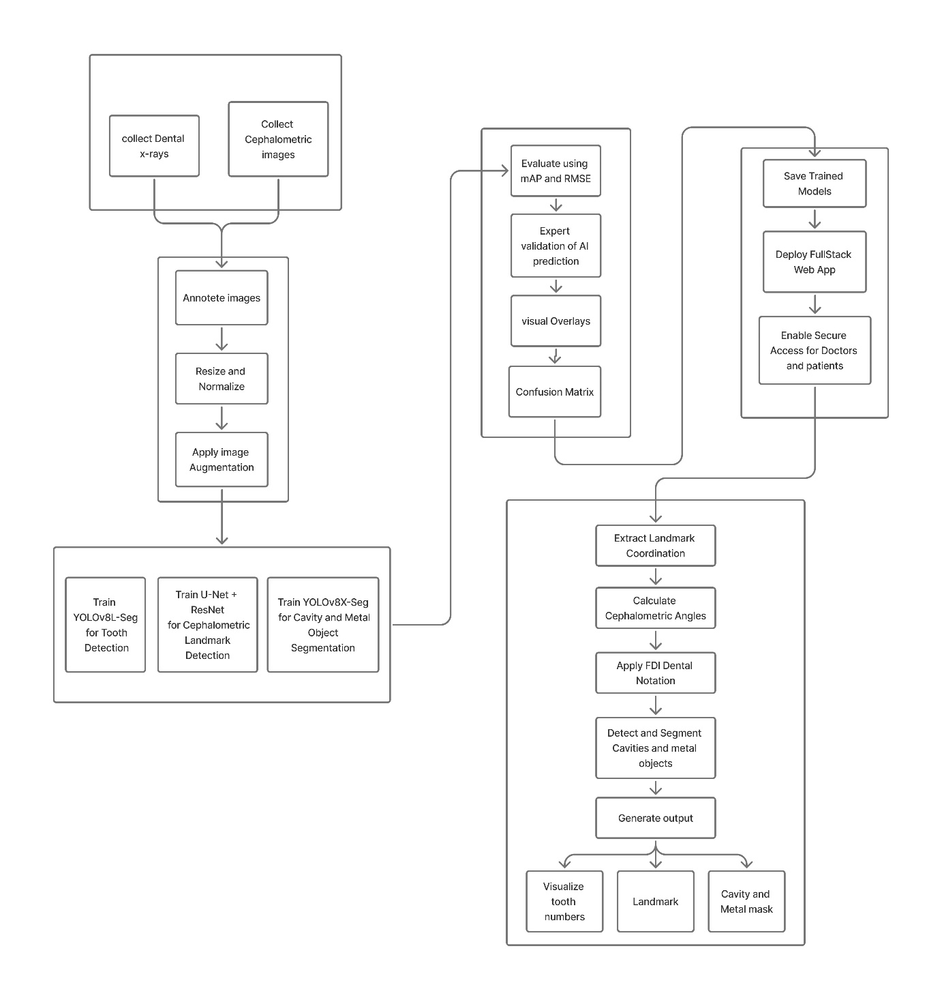 collect Dental
x-rays
Collect
Cephalometric
images
Annotete images
Resize and
Normalize
Apply image
Augmentation
Train
YOLOv8L-Seg
for Tooth
Detection
Train U-Net +
ResNet
for Cephalometric
Landmark
Detection
Train YOLOv8X-Seg
for Cavity and Metal
Object
Segmentation
Evaluate using
mAP and RMSE
Expert
validation of AI
prediction
visual Overlays
Confusion Matrix
Save Trained
Models
Deploy FullStack
Web App
Enable Secure
Access for Doctors
and patients
Extract Landmark
Coordination
Calculate
Cephalometric Angles
Apply FDI Dental
Notation
Detect and Segment
Cavities and metal
objects
Generate output
Visualize
tooth
numbers
Landmark
Cavity and
Metal mask